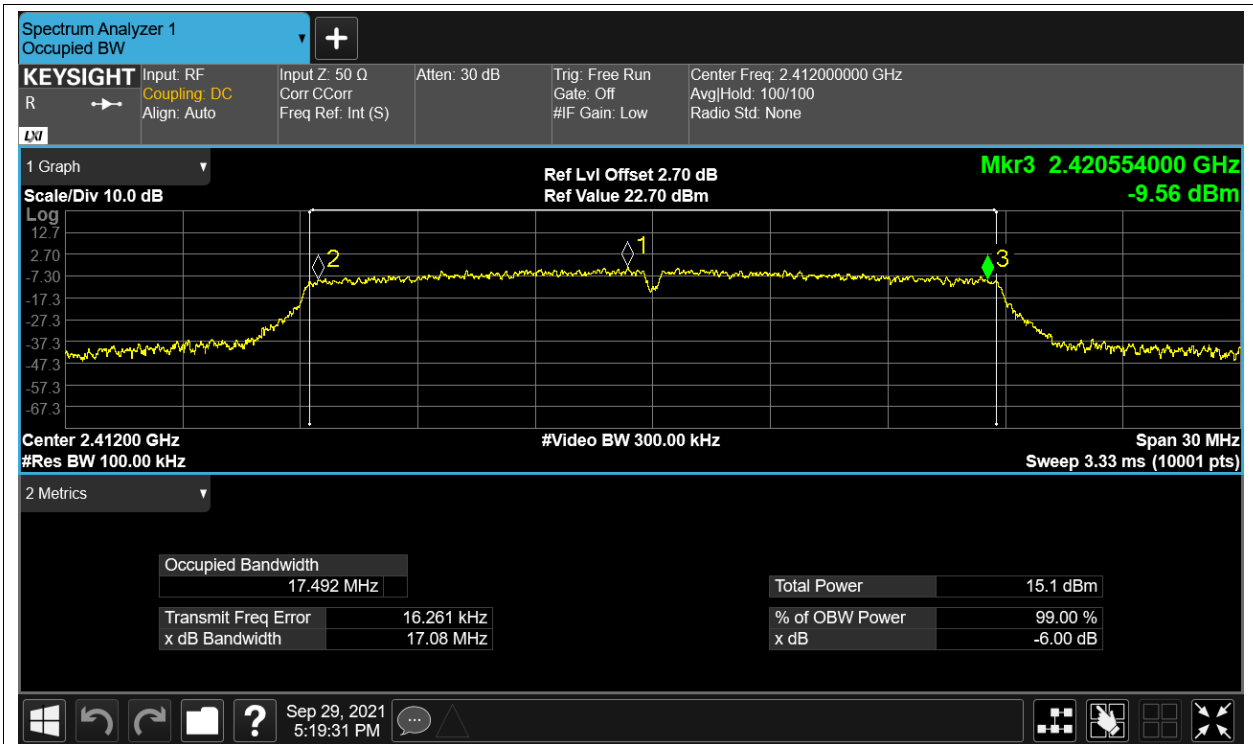 Spectrum Analyzer 1
Occupied BW
▼
+
KEYSIGHT
R
LXI
Input: RF
Coupling: DC
Align: Auto
Input Z: 50 Ω
Corr CCorr
Freq Ref: Int (S)
Atten: 30 dB
Trig: Free Run
Gate: Off
#IF Gain: Low
Center Freq: 2.412000000 GHz
Avg|Hold: 100/100
Radio Std: None
1 Graph ▼
Scale/Div 10.0 dB
Ref Lvl Offset 2.70 dB
Ref Value 22.70 dBm
Mkr3 2.420554000 GHz
-9.56 dBm
Log
12.7
2.70
-7.30
-17.3
-27.3
-37.3
-47.3
-57.3
-67.3
2
1
3
Center 2.41200 GHz
#Res BW 100.00 kHz
#Video BW 300.00 kHz
Span 30 MHz
Sweep 3.33 ms (10001 pts)
2 Metrics ▼
Occupied Bandwidth
17.492 MHz
Transmit Freq Error 16.261 kHz
x dB Bandwidth 17.08 MHz
Total Power 15.1 dBm
% of OBW Power 99.00 %
x dB -6.00 dB
?
Sep 29, 2021
5:19:31 PM